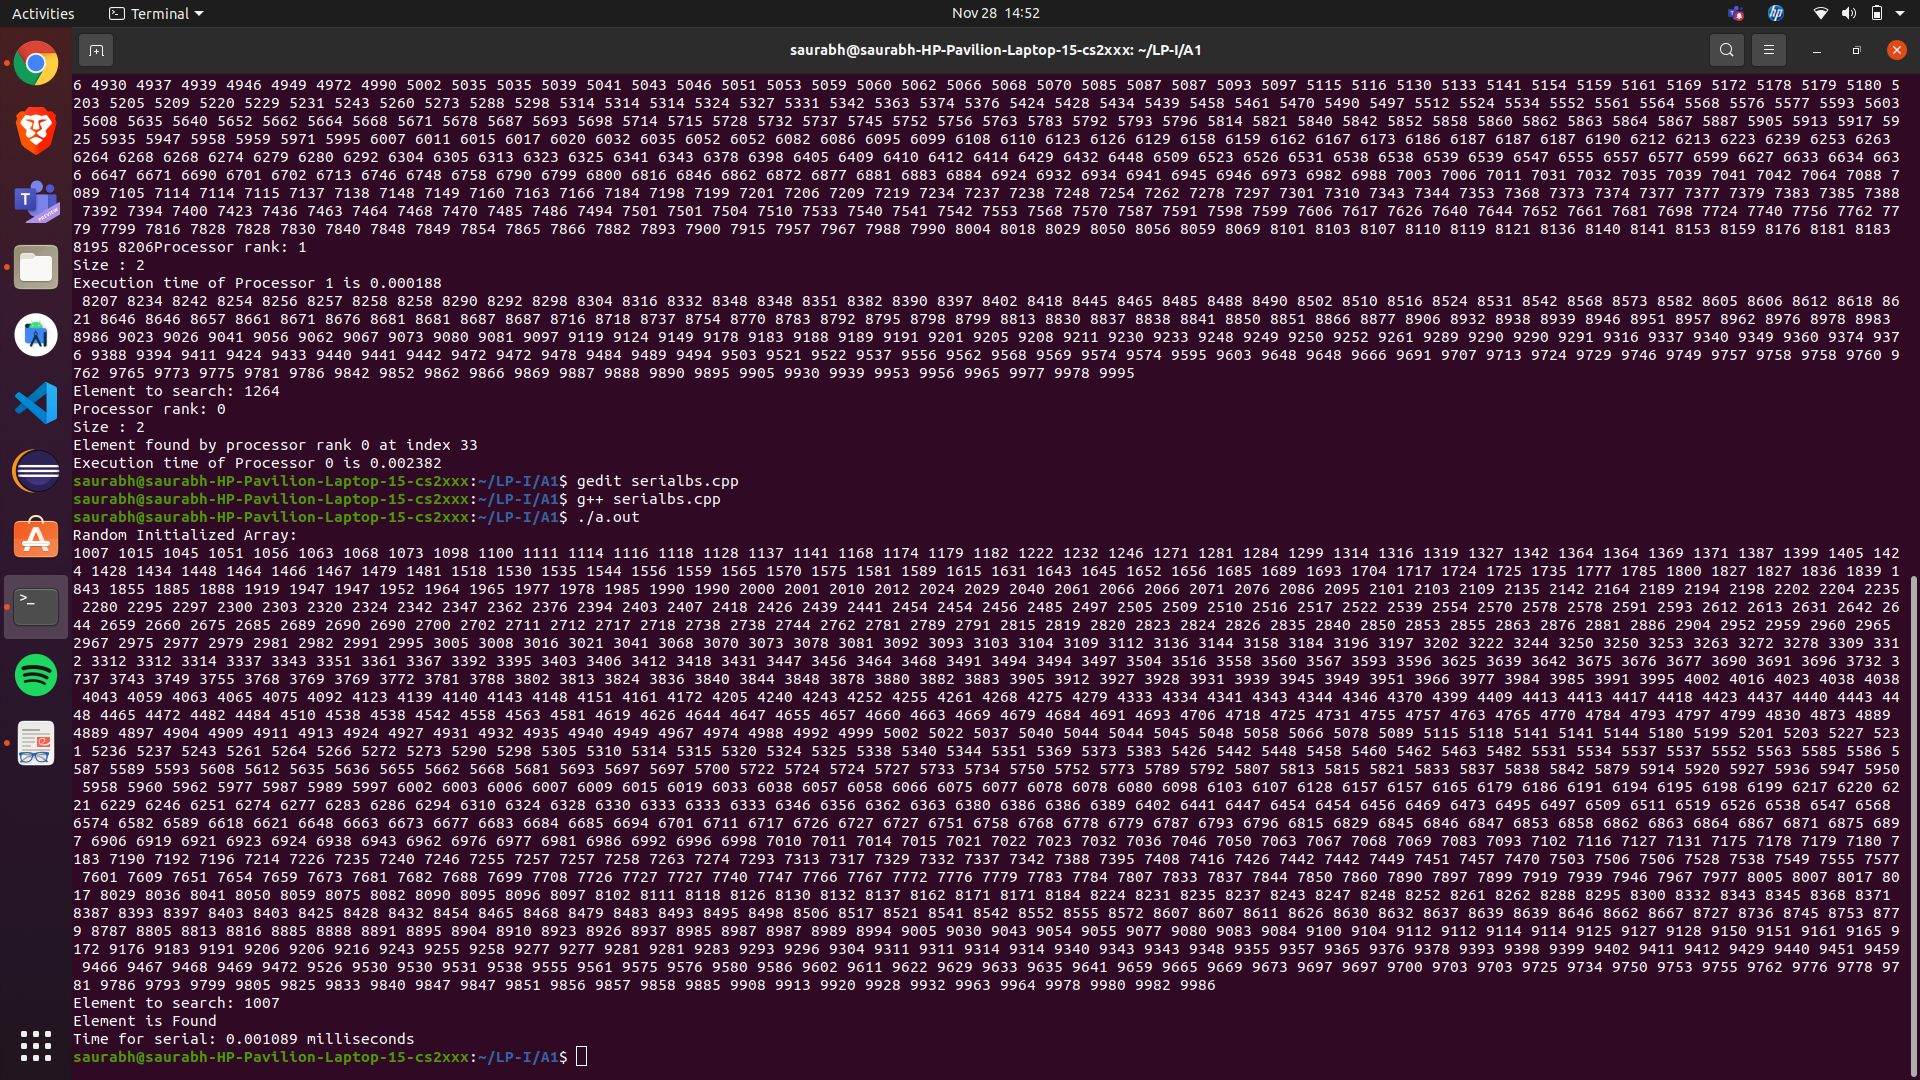 Activities
Terminal
Nov 28 14:52
saurabh@saurabh-HP-Pavilion-Laptop-15-cs2xxx: ~/LP-I/A1
6 4930 4937 4939 4946 4949 4972 4990 5002 5035 5035 5039 5041 5043 5046 5051 5053 5059 5060 5062 5066 5068 5070 5085 5087 5087 5093 5097 5115 5116 5130 5133 5141 5154 5159 5161 5169 5172 5178 5179 5180 5
203 5205 5209 5220 5229 5231 5243 5260 5273 5288 5298 5314 5314 5314 5324 5327 5331 5342 5363 5374 5376 5424 5428 5434 5439 5458 5461 5470 5490 5497 5512 5524 5534 5552 5561 5564 5568 5576 5577 5593 5603
5608 5635 5640 5652 5662 5664 5668 5671 5678 5687 5693 5698 5714 5715 5728 5732 5737 5745 5752 5756 5763 5783 5792 5793 5796 5814 5821 5840 5842 5852 5858 5860 5862 5863 5864 5867 5887 5905 5913 5917 59
25 5935 5947 5958 5959 5971 5995 6007 6011 6015 6017 6020 6032 6035 6052 6052 6082 6086 6095 6099 6108 6110 6123 6126 6129 6158 6159 6162 6167 6173 6186 6187 6187 6187 6190 6212 6213 6223 6239 6253 6263
6264 6268 6268 6274 6279 6280 6292 6304 6305 6313 6323 6325 6341 6343 6378 6398 6405 6409 6410 6412 6414 6429 6432 6448 6509 6523 6526 6531 6538 6538 6539 6539 6547 6555 6557 6577 6599 6627 6633 6634 663
6 6647 6671 6690 6701 6702 6713 6746 6748 6758 6790 6799 6800 6816 6846 6862 6872 6877 6881 6883 6884 6924 6932 6934 6941 6945 6946 6973 6982 6988 7003 7006 7011 7031 7032 7035 7039 7041 7042 7064 7088 7
089 7105 7114 7114 7115 7137 7138 7148 7149 7160 7163 7166 7184 7198 7199 7201 7206 7209 7219 7234 7237 7238 7248 7254 7262 7278 7297 7301 7310 7343 7344 7353 7368 7373 7374 7377 7377 7379 7383 7385 7388
7392 7394 7400 7423 7436 7463 7464 7468 7470 7485 7486 7494 7501 7501 7504 7510 7533 7540 7541 7542 7553 7568 7570 7587 7591 7598 7599 7606 7617 7626 7640 7644 7652 7661 7681 7698 7724 7740 7756 7762 77
79 7799 7816 7828 7828 7830 7840 7848 7849 7854 7865 7866 7882 7893 7900 7915 7957 7967 7988 7990 8004 8018 8029 8050 8056 8059 8069 8101 8103 8107 8110 8119 8121 8136 8140 8141 8153 8159 8176 8181 8183
8195 8206Processor rank: 1
Size : 2
Execution time of Processor 1 is 0.000188
8207 8234 8242 8254 8256 8257 8258 8258 8290 8292 8298 8304 8316 8332 8348 8348 8351 8382 8390 8397 8402 8418 8445 8465 8485 8488 8490 8502 8510 8516 8524 8531 8542 8568 8573 8582 8605 8606 8612 8618 86
21 8646 8646 8657 8661 8671 8676 8681 8681 8687 8687 8716 8718 8737 8754 8770 8783 8792 8795 8798 8799 8813 8830 8837 8838 8841 8850 8851 8866 8877 8906 8932 8938 8939 8946 8951 8957 8962 8976 8978 8983
8986 9023 9026 9041 9056 9062 9067 9073 9080 9081 9097 9119 9124 9149 9178 9183 9188 9189 9191 9201 9205 9208 9211 9230 9233 9248 9249 9250 9252 9261 9289 9290 9290 9291 9316 9337 9340 9349 9360 9374 937
6 9388 9394 9411 9424 9433 9440 9441 9442 9472 9472 9478 9484 9489 9494 9503 9521 9522 9537 9556 9562 9568 9569 9574 9574 9595 9603 9648 9648 9666 9691 9707 9713 9724 9729 9746 9749 9757 9758 9758 9760 9
762 9765 9773 9775 9781 9786 9842 9852 9862 9866 9869 9887 9888 9890 9895 9905 9930 9939 9953 9956 9965 9977 9978 9995
Element to search: 1264
Processor rank: 0
Size : 2
Element found by processor rank 0 at index 33
Execution time of Processor 0 is 0.002382
saurabh@saurabh-HP-Pavilion-Laptop-15-cs2xxx:~/LP-I/A1$ gedit serialbs.cpp
saurabh@saurabh-HP-Pavilion-Laptop-15-cs2xxx:~/LP-I/A1$ g++ serialbs.cpp
saurabh@saurabh-HP-Pavilion-Laptop-15-cs2xxx:~/LP-I/A1$ ./a.out
Random Initialized Array:
1007 1015 1045 1051 1056 1063 1068 1073 1098 1100 1111 1114 1116 1118 1128 1137 1141 1168 1174 1179 1182 1222 1232 1246 1271 1281 1284 1299 1314 1316 1319 1327 1342 1364 1364 1369 1371 1387 1399 1405 142
4 1428 1434 1448 1464 1466 1467 1479 1481 1518 1530 1535 1544 1556 1559 1565 1570 1575 1581 1589 1615 1631 1643 1645 1652 1656 1685 1689 1693 1704 1717 1724 1725 1735 1777 1785 1800 1827 1827 1836 1839 1
843 1855 1885 1888 1919 1947 1947 1952 1964 1965 1977 1978 1985 1990 1990 2000 2001 2010 2012 2024 2029 2040 2061 2066 2066 2071 2076 2086 2095 2101 2103 2109 2135 2142 2164 2189 2194 2198 2202 2204 2235
2280 2295 2297 2300 2303 2320 2324 2342 2347 2362 2376 2394 2403 2407 2418 2426 2439 2441 2454 2454 2456 2485 2497 2505 2509 2510 2516 2517 2522 2539 2554 2570 2578 2578 2591 2593 2612 2613 2631 2642 26
44 2659 2660 2675 2685 2689 2690 2690 2700 2702 2711 2712 2717 2718 2738 2738 2744 2762 2781 2789 2791 2815 2819 2820 2823 2824 2826 2835 2840 2850 2853 2855 2863 2876 2881 2886 2904 2952 2959 2960 2965
2967 2975 2977 2979 2981 2982 2991 2995 3005 3008 3016 3021 3041 3068 3070 3073 3078 3081 3092 3093 3103 3104 3109 3112 3136 3144 3158 3184 3196 3197 3202 3222 3244 3250 3250 3253 3263 3272 3278 3309 331
2 3312 3312 3314 3337 3343 3351 3361 3367 3392 3395 3403 3406 3412 3418 3431 3447 3456 3464 3468 3491 3494 3494 3497 3504 3516 3558 3560 3567 3593 3596 3625 3639 3642 3675 3676 3677 3690 3691 3696 3732 3
737 3743 3749 3755 3768 3769 3769 3772 3781 3788 3802 3813 3824 3836 3840 3844 3848 3878 3880 3882 3883 3905 3912 3927 3928 3931 3939 3945 3949 3951 3966 3977 3984 3985 3991 3995 4002 4016 4023 4038 4038
4043 4059 4063 4065 4075 4092 4123 4139 4140 4143 4148 4151 4161 4172 4205 4240 4243 4252 4255 4261 4268 4275 4279 4333 4334 4341 4343 4344 4346 4370 4399 4409 4413 4413 4417 4418 4423 4437 4440 4443 44
48 4465 4472 4482 4484 4510 4538 4538 4542 4558 4563 4581 4619 4626 4644 4647 4655 4657 4660 4663 4669 4679 4684 4691 4693 4706 4718 4725 4731 4755 4757 4763 4765 4770 4784 4793 4797 4799 4830 4873 4889
4889 4897 4904 4909 4911 4913 4924 4927 4931 4932 4935 4940 4949 4967 4974 4988 4992 4999 5002 5022 5037 5040 5044 5044 5045 5048 5058 5066 5078 5089 5115 5118 5141 5141 5144 5180 5199 5201 5203 5227 523
1 5236 5237 5243 5261 5264 5266 5272 5273 5290 5298 5305 5310 5314 5315 5320 5324 5325 5338 5340 5344 5351 5369 5373 5383 5426 5442 5448 5458 5460 5462 5463 5482 5531 5534 5537 5537 5552 5563 5585 5586 5
587 5589 5593 5608 5612 5635 5636 5655 5662 5668 5681 5693 5697 5697 5700 5722 5724 5724 5727 5733 5734 5750 5752 5773 5789 5792 5807 5813 5815 5821 5833 5837 5838 5842 5879 5914 5920 5927 5936 5947 5950
5958 5960 5962 5977 5987 5989 5997 6002 6003 6006 6007 6009 6015 6019 6033 6038 6057 6058 6066 6075 6077 6078 6078 6080 6098 6103 6107 6128 6157 6157 6165 6179 6186 6191 6194 6195 6198 6199 6217 6220 62
21 6229 6246 6251 6274 6277 6283 6286 6294 6310 6324 6328 6330 6333 6333 6333 6346 6356 6362 6363 6380 6386 6386 6389 6402 6441 6447 6454 6454 6456 6469 6473 6495 6497 6509 6511 6519 6526 6538 6547 6568
6574 6582 6589 6618 6621 6648 6663 6673 6677 6683 6684 6685 6694 6701 6711 6717 6726 6727 6727 6751 6758 6768 6778 6779 6787 6793 6796 6815 6829 6845 6846 6847 6853 6858 6862 6863 6864 6867 6871 6875 689
7 6906 6919 6921 6923 6924 6938 6943 6962 6976 6977 6981 6986 6992 6996 6998 7010 7011 7014 7015 7021 7022 7023 7032 7036 7046 7050 7063 7067 7068 7069 7083 7093 7102 7116 7127 7131 7175 7178 7179 7180 7
183 7190 7192 7196 7214 7226 7235 7240 7246 7255 7257 7257 7258 7263 7274 7293 7313 7317 7329 7332 7337 7342 7388 7395 7408 7416 7426 7442 7442 7449 7451 7457 7470 7503 7506 7506 7528 7538 7549 7555 7577
7601 7609 7651 7654 7659 7673 7681 7682 7688 7699 7708 7726 7727 7727 7740 7747 7766 7767 7772 7776 7779 7783 7784 7807 7833 7837 7844 7850 7860 7890 7897 7899 7919 7939 7946 7967 7977 8005 8007 8017 80
17 8029 8036 8041 8050 8059 8075 8082 8090 8095 8096 8097 8102 8111 8118 8126 8130 8132 8137 8162 8171 8171 8184 8224 8231 8235 8237 8243 8247 8248 8252 8261 8262 8288 8295 8300 8332 8343 8345 8368 8371
8387 8393 8397 8403 8403 8425 8428 8432 8454 8465 8468 8479 8483 8493 8495 8498 8506 8517 8521 8541 8542 8552 8555 8572 8607 8607 8611 8626 8630 8632 8637 8639 8639 8646 8662 8667 8727 8736 8745 8753 877
9 8787 8805 8813 8816 8885 8888 8891 8895 8904 8910 8923 8926 8937 8985 8987 8987 8989 8994 9005 9030 9043 9054 9055 9077 9080 9083 9084 9100 9104 9112 9112 9114 9114 9125 9127 9128 9150 9151 9161 9165 9
172 9176 9183 9191 9206 9206 9216 9243 9255 9258 9277 9277 9281 9281 9283 9293 9296 9304 9311 9311 9314 9314 9340 9343 9343 9348 9355 9357 9365 9376 9378 9393 9398 9399 9402 9411 9412 9429 9440 9451 9459
9466 9467 9468 9469 9472 9526 9530 9530 9531 9538 9555 9561 9575 9576 9580 9586 9602 9611 9622 9629 9633 9635 9641 9659 9665 9669 9673 9697 9697 9700 9703 9703 9725 9734 9750 9753 9755 9762 9776 9778 97
81 9786 9793 9799 9805 9825 9833 9840 9847 9847 9851 9856 9857 9858 9885 9908 9913 9920 9928 9932 9963 9964 9978 9980 9982 9986
Element to search: 1007
Element is Found
Time for serial: 0.001089 milliseconds
saurabh@saurabh-HP-Pavilion-Laptop-15-cs2xxx:~/LP-I/A1$